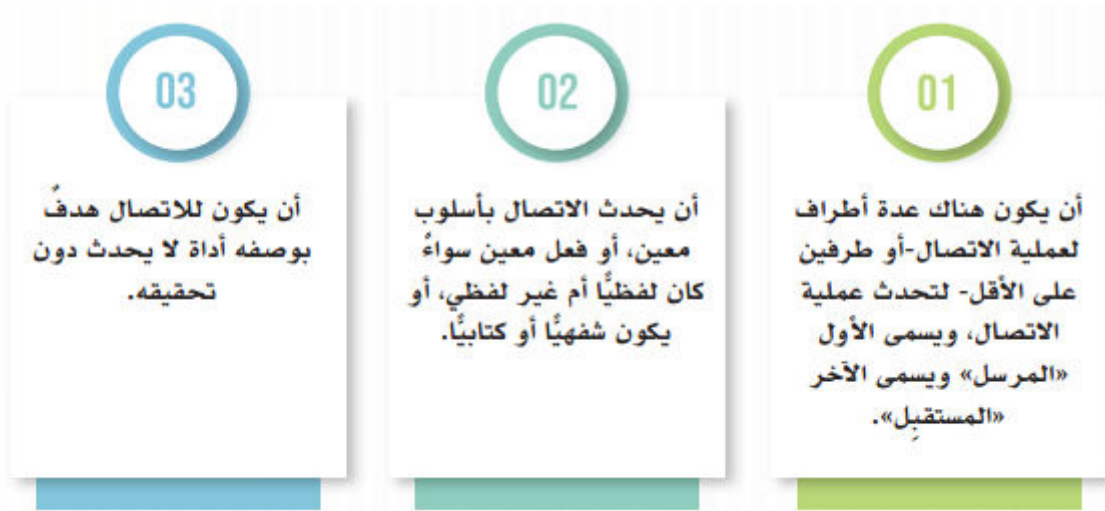 01
أن يكون هناك عدة أطراف
لعملية الاتصال-أو طرفين
على الأقل- لتحدث عملية
الاتصال، ويسمى الأول
«المرسل» ويسمى الآخر
«المستقبِل».
02
أن يحدث الاتصال بأسلوب
معين، أو فعل معين سواءً
كان لفظيًّا أم غير لفظي، أو
يكون شفهيًّا أو كتابيًّا.
03
أن يكون للاتصال هدفٌ
بوصفه أداة لا يحدث دون
تحقيقه.